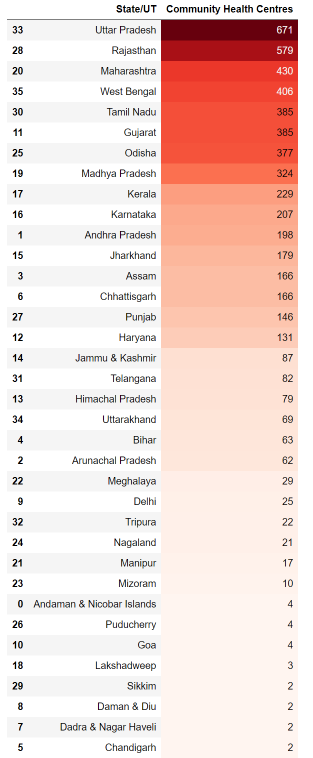 State/UT Community Health Centres
33 Uttar Pradesh 671
28 Rajasthan 579
20 Maharashtra 430
35 West Bengal 406
30 Tamil Nadu 385
11 Gujarat 385
25 Odisha 377
19 Madhya Pradesh 324
17 Kerala 229
16 Karnataka 207
1 Andhra Pradesh 198
15 Jharkhand 179
3 Assam 166
6 Chhattisgarh 166
27 Punjab 146
12 Haryana 131
14 Jammu & Kashmir 87
31 Telangana 82
13 Himachal Pradesh 79
34 Uttarakhand 69
4 Bihar 63
2 Arunachal Pradesh 62
22 Meghalaya 29
9 Delhi 25
32 Tripura 22
24 Nagaland 21
21 Manipur 17
23 Mizoram 10
0 Andaman & Nicobar Islands 4
26 Puducherry 4
10 Goa 4
18 Lakshadweep 3
29 Sikkim 2
8 Daman & Diu 2
7 Dadra & Nagar Haveli 2
5 Chandigarh 2